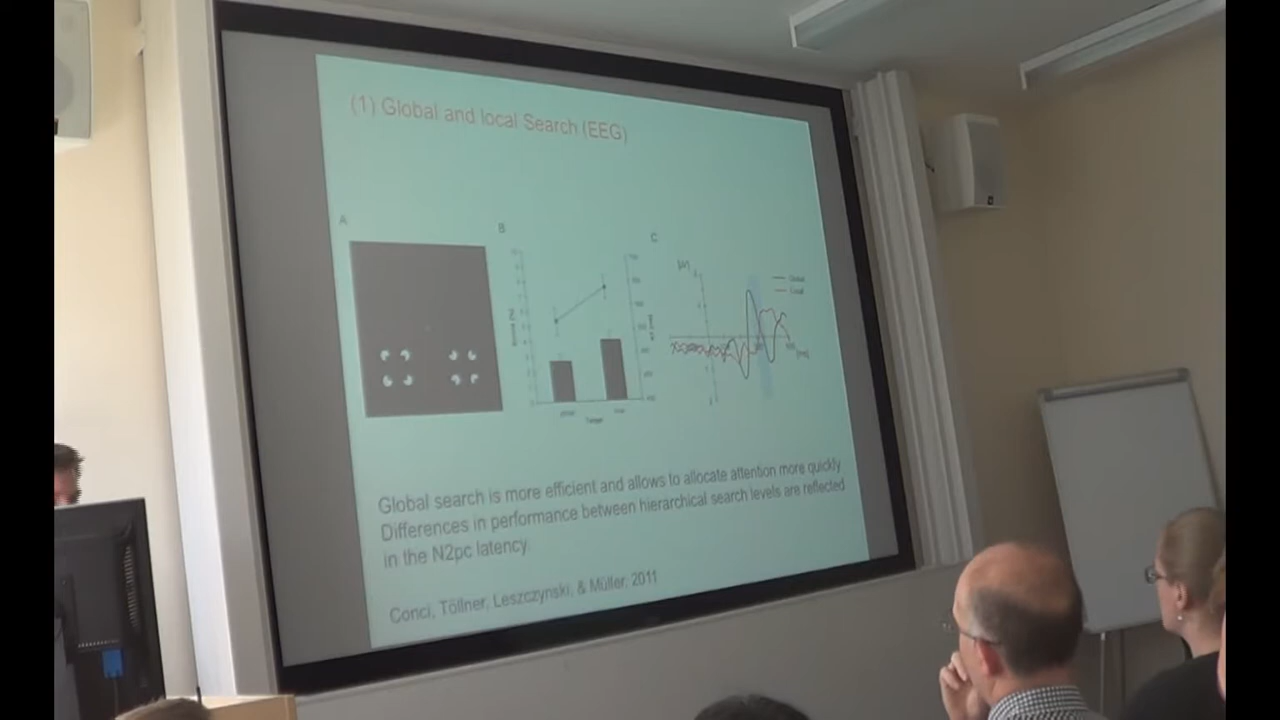 (1) Global and local Search (EEG)
A
B
C
Global
Local
Target
Global search is more efficient and allows to allocate attention more quickly
Differences in performance between hierarchical search levels are reflected
in the N2pc latency.
Conci, Töllner, Leszczynski, & Müller, 2011